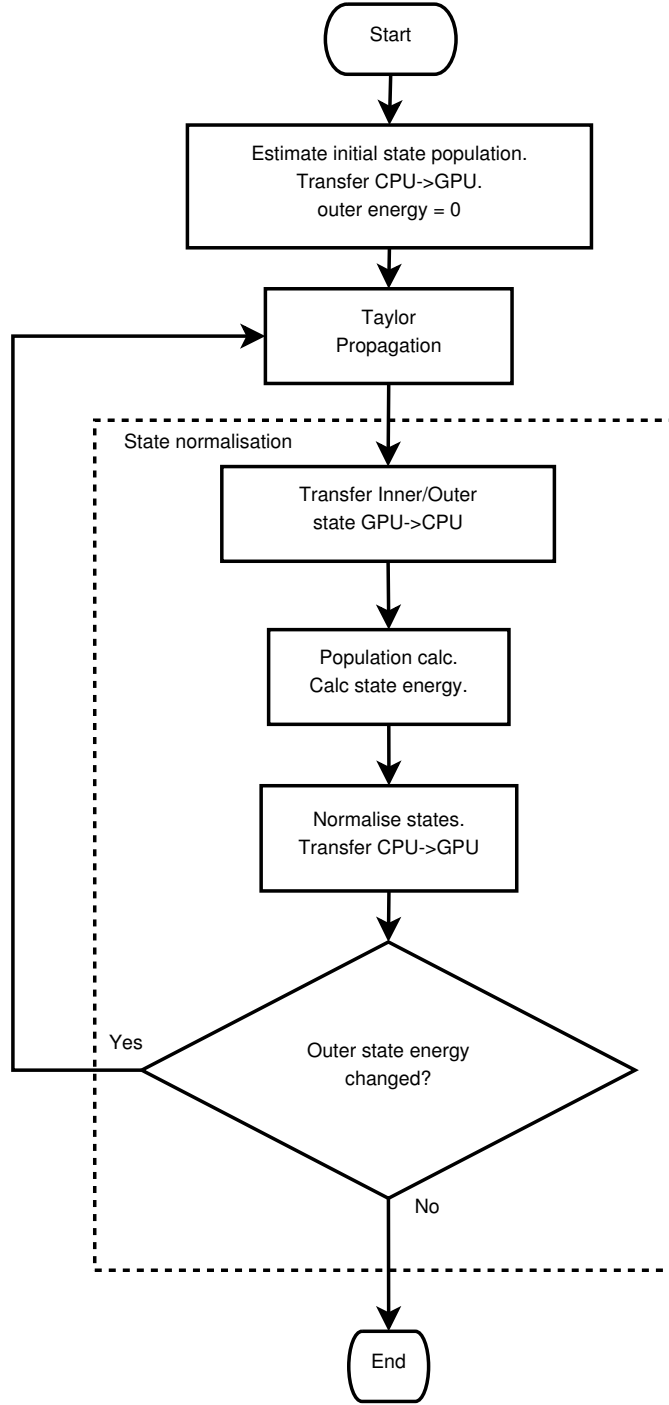 Start
Estimate initial state population.
Transfer CPU->GPU.
outer energy = 0
Taylor
Propagation
State normalisation
Transfer Inner/Outer
state GPU->CPU
Population calc.
Calc state energy.
Normalise states.
Transfer CPU->GPU
Yes
Outer state energy
changed?
No
End